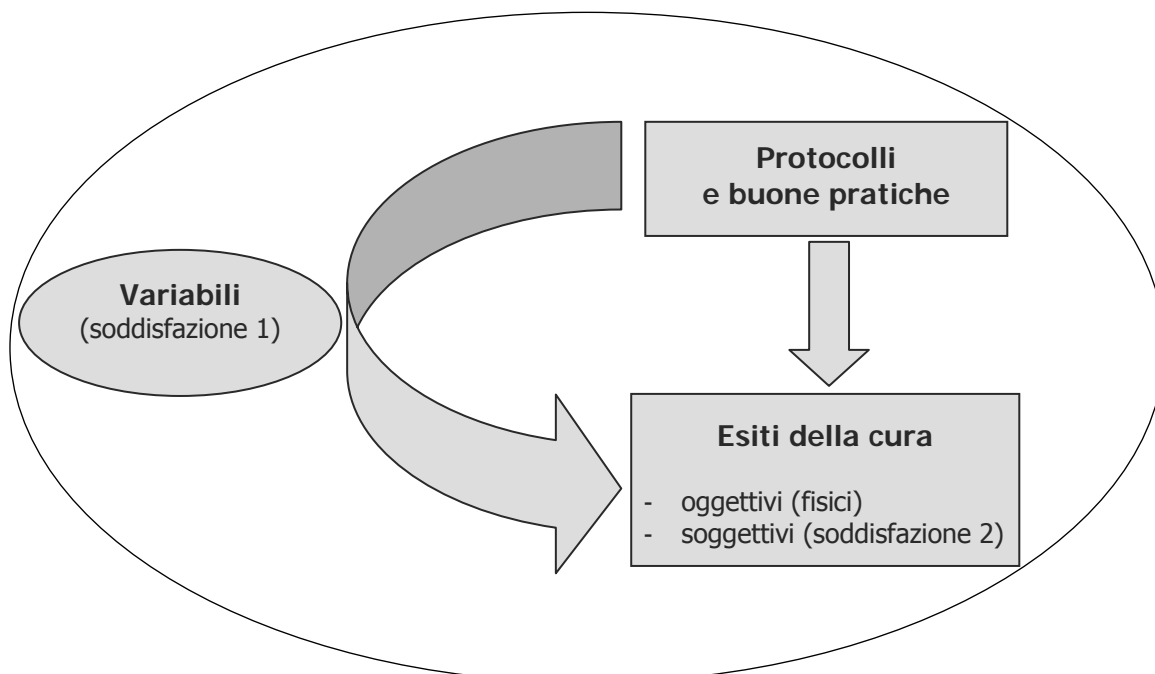 Protocolli
e buone pratiche
Variabili
(soddisfazione 1)
Esiti della cura
- oggettivi (fisici)
- soggettivi (soddisfazione 2)